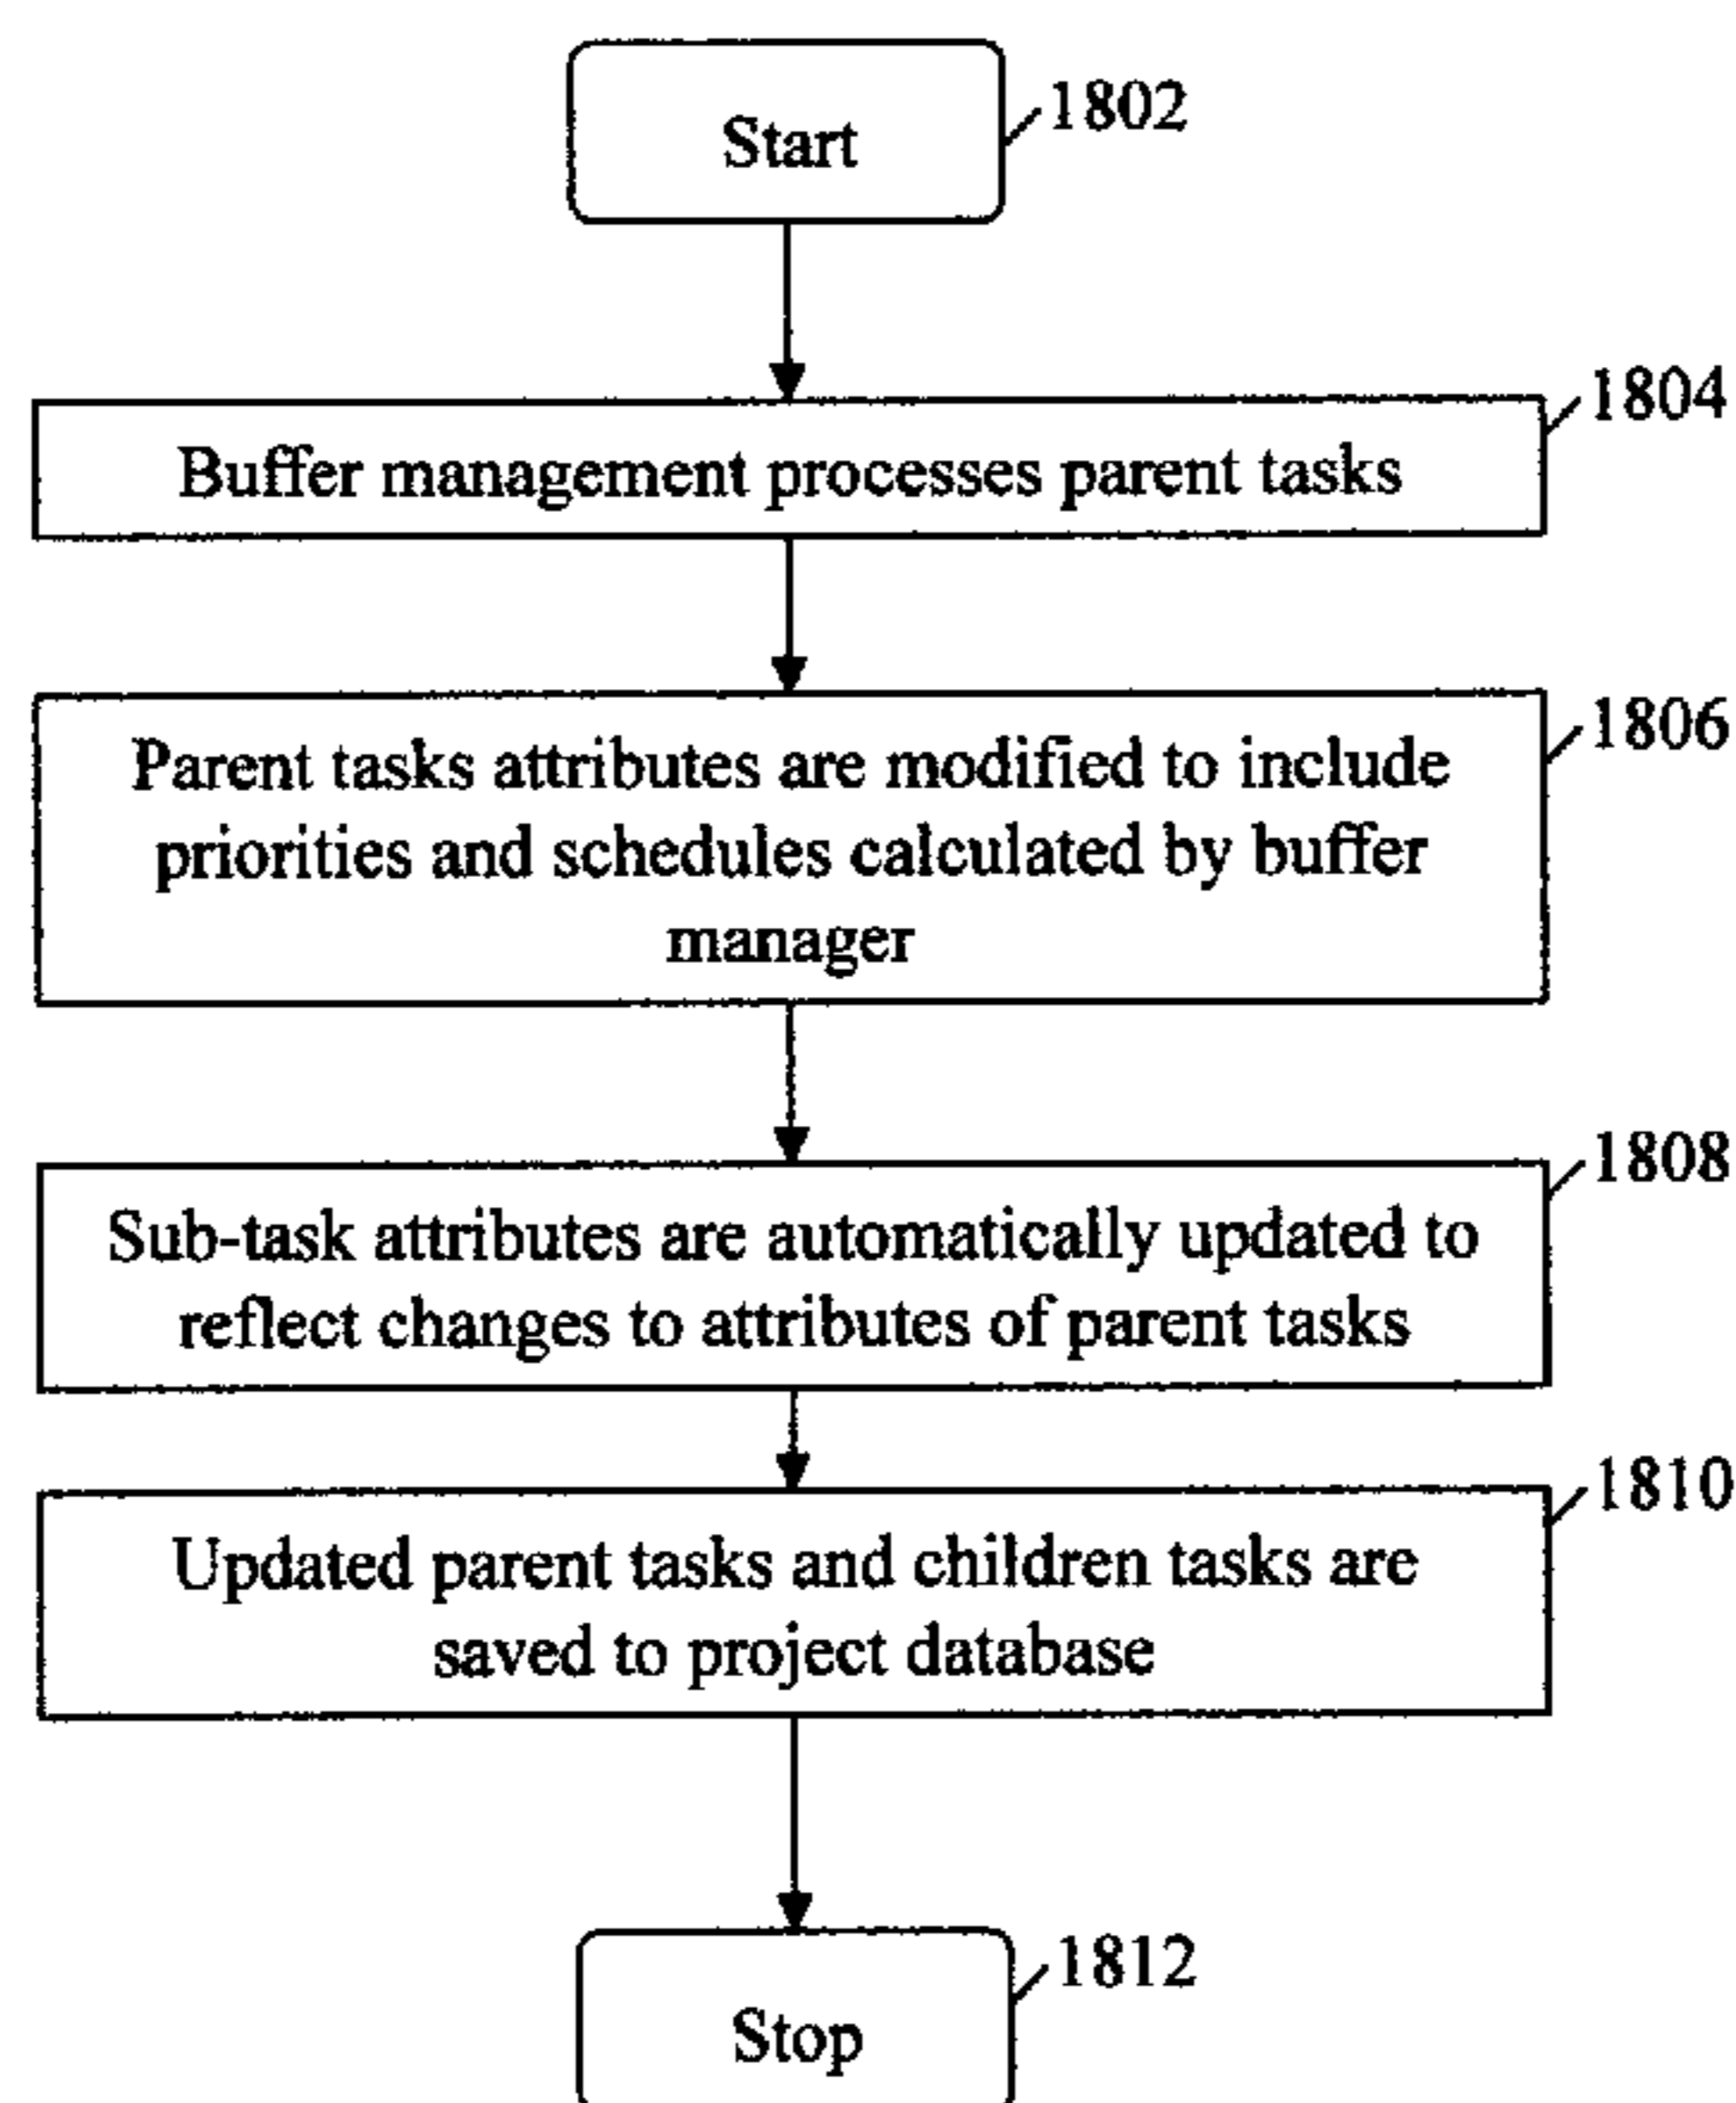 Start
1802
1804
Buffer management processes parent tasks
1806
Parent tasks attributes are modified to include
priorities and schedules calculated by buffer
manager
1808
Sub-task attributes are automatically updated to
reflect changes to attributes of parent tasks
1810
Updated parent tasks and children tasks are
saved to project database
1812
Stop